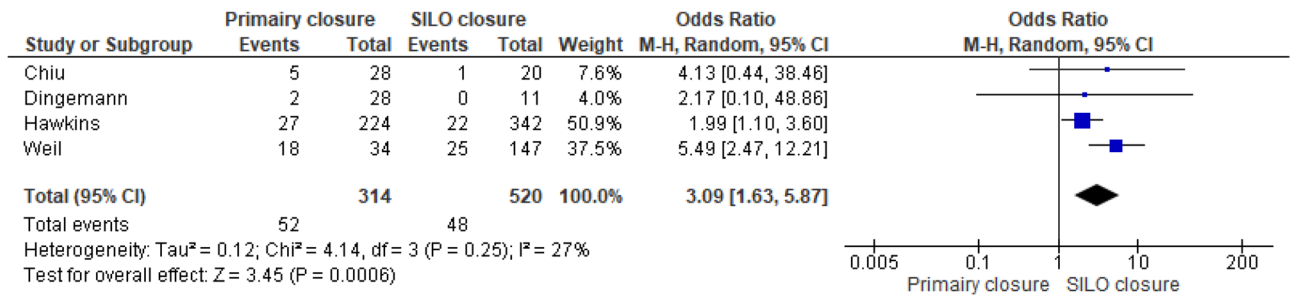 Primairy closure SILO closure Odds Ratio Odds Ratio
Study or Subgroup Events Total Events Total Weight M-H, Random, 95% CI M-H, Random, 95% CI
Chiu 5 28 1 20 7.6% 4.13 [0.44, 38.46]
Dingemann 2 28 0 11 4.0% 2.17 [0.10, 48.86]
Hawkins 27 224 22 342 50.9% 1.99 [1.10, 3.60]
Weil 18 34 25 147 37.5% 5.49 [2.47, 12.21]
Total (95% CI) 314 520 100.0% 3.09 [1.63, 5.87]
Total events 52 48
Heterogeneity: Tau² = 0.12; Chi² = 4.14, df = 3 (P = 0.25); I² = 27%
Test for overall effect: Z = 3.45 (P = 0.0006)
0.005 0.1 1 10 200
Primairy closure SILO closure